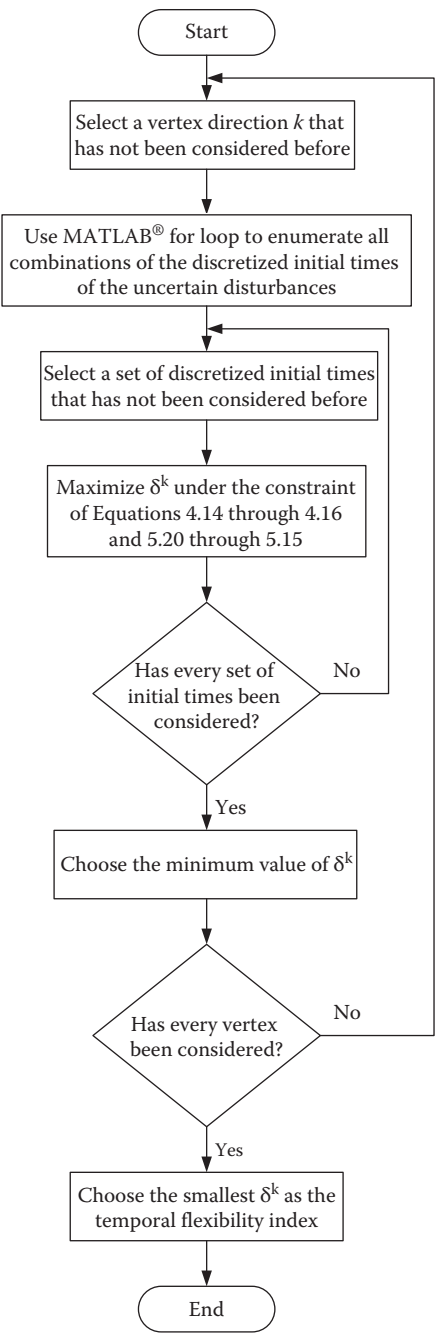 Start
Select a vertex direction k that
has not been considered before
Use MATLAB® for loop to enumerate all
combinations of the discretized initial times
of the uncertain disturbances
Select a set of discretized initial times
that has not been considered before
Maximize δᵏ under the constraint
of Equations 4.14 through 4.16
and 5.20 through 5.15
Has every set of
initial times been
considered?
No
Yes
Choose the minimum value of δᵏ
Has every vertex
been considered?
No
Yes
Choose the smallest δᵏ as the
temporal flexibility index
End